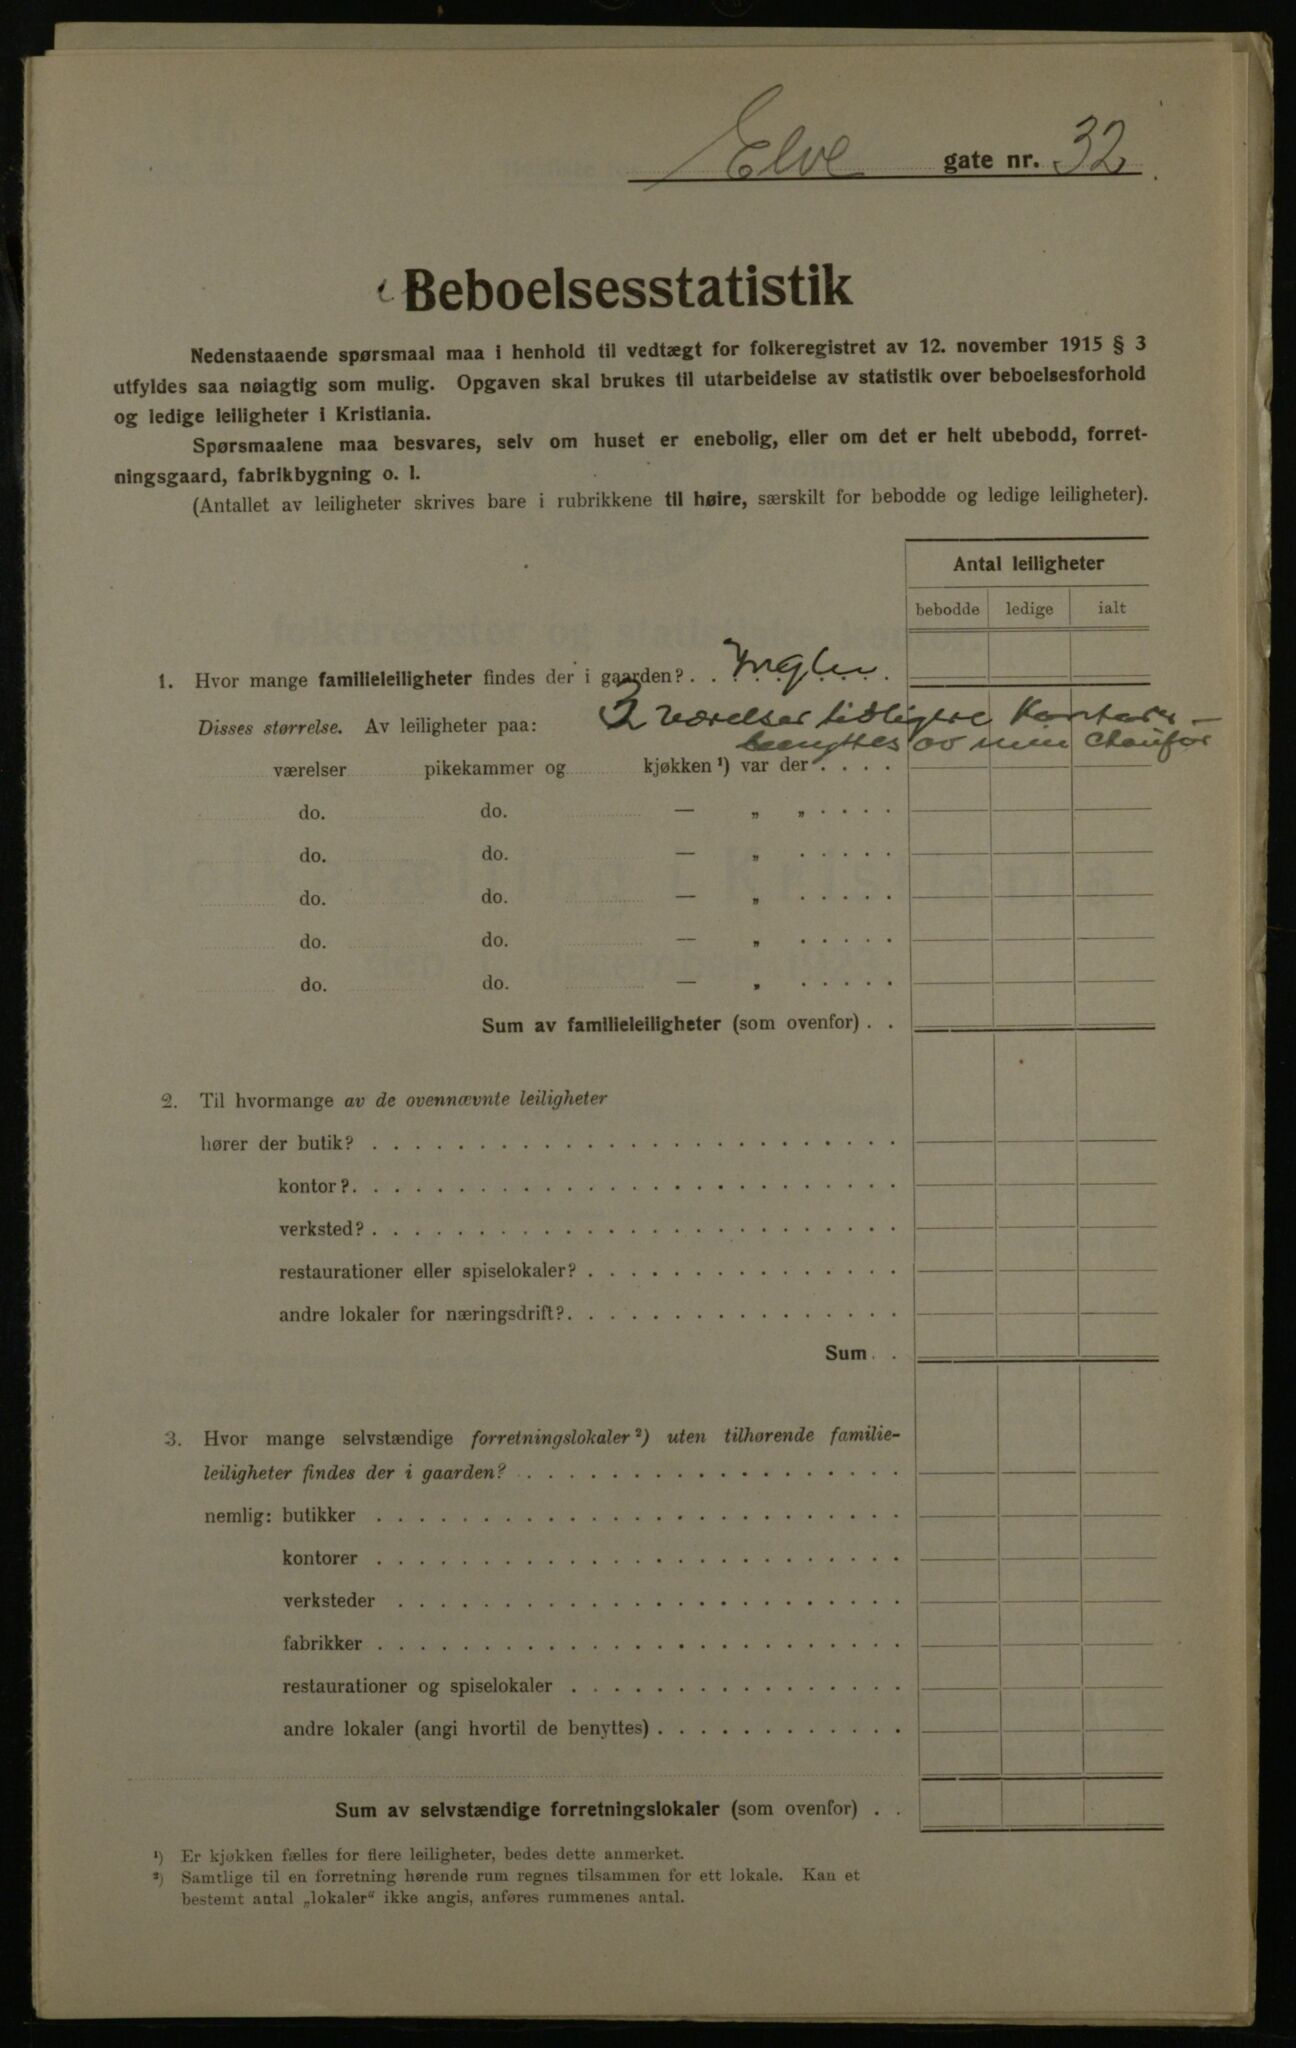 Elve gate nr. 32
Beboelsesstatistik
Nedenstaaende spørsmaal maa i henhold til vedtægt for folkeregistret av 12. november 1915 § 3
utfyldes saa nøiagtig som mulig. Opgaven skal brukes til utarbeidelse av statistik over beboelsesforhold
og ledige leiligheter i Kristiania.
Spørsmaalene maa besvares, selv om huset er enebolig, eller om det er helt ubebodd, forret-
ningsgaard, fabrikbygning o. l.
(Antallet av leiligheter skrives bare i rubrikkene til høire, særskilt for bebodde og ledige leiligheter).
Antal leiligheter
bebodde ledige ialt
1. Hvor mange familieleiligheter findes der i gaarden? . .
Disses størrelse. Av leiligheter paa: værelser tidligere Kontorer
benyttes av min Chaufør
værelser pikekammer og kjøkken ¹) var der . . . .
do. do. — „ „ . . . . .
do. do. — „ . . . . .
do. do. — „ . . . . .
do. do. — „ . . . . .
do. do. — „ . . . . .
Sum av familieleiligheter (som ovenfor) . .
2. Til hvormange av de ovennævnte leiligheter
hører der butik? . . . . . . . . . . . . . . . . . . . . . . . . .
kontor? . . . . . . . . . . . . . . . . . . . . . . . . . .
verksted? . . . . . . . . . . . . . . . . . . . . . . . . .
restaurationer eller spiselokaler? . . . . . . . . . . . . . . .
andre lokaler for næringsdrift? . . . . . . . . . . . . . . . .
Sum . .
3. Hvor mange selvstændige forretningslokaler ²) uten tilhørende familie-
leiligheter findes der i gaarden? . . . . . . . . . . . . . . . . . .
nemlig: butikker . . . . . . . . . . . . . . . . . . . . . . . . .
kontorer . . . . . . . . . . . . . . . . . . . . . . . . .
verksteder . . . . . . . . . . . . . . . . . . . . . . . .
fabrikker . . . . . . . . . . . . . . . . . . . . . . . . .
restaurationer og spiselokaler . . . . . . . . . . . . . . . .
andre lokaler (angi hvortil de benyttes) . . . . . . . . . . . .
Sum av selvstændige forretningslokaler (som ovenfor) . .
¹) Er kjøkken fælles for flere leiligheter, bedes dette anmerket.
²) Samtlige til en forretning hørende rum regnes tilsammen for ett lokale. Kan et
bestemt antal „lokaler“ ikke angis, anføres rummenes antal.